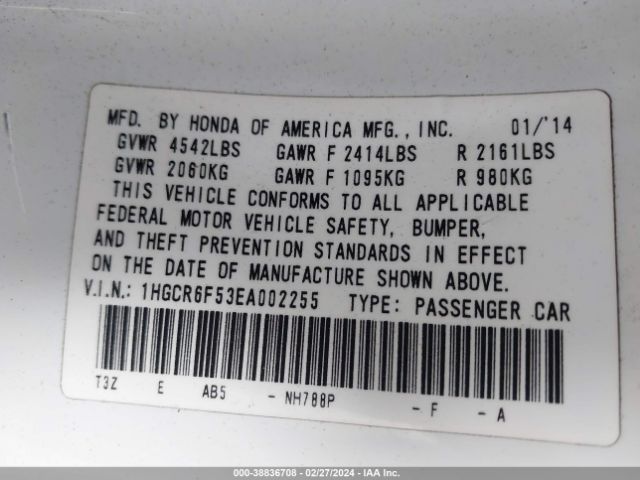 MFD. BY HONDA OF AMERICA MFG., INC. 01/'14
GVWR 4542LBS GAWR F 2414LBS R 2161LBS
GVWR 2060KG GAWR F 1095KG R 980KG
THIS VEHICLE CONFORMS TO ALL APPLICABLE
FEDERAL MOTOR VEHICLE SAFETY, BUMPER,
AND THEFT PREVENTION STANDARDS IN EFFECT
ON THE DATE OF MANUFACTURE SHOWN ABOVE.
V.I.N.: 1HGCR6F53EA002255 TYPE: PASSENGER CAR
T3Z E AB5 - NH788P - F - A
000-38836708 - 02/27/2024 - IAA Inc.